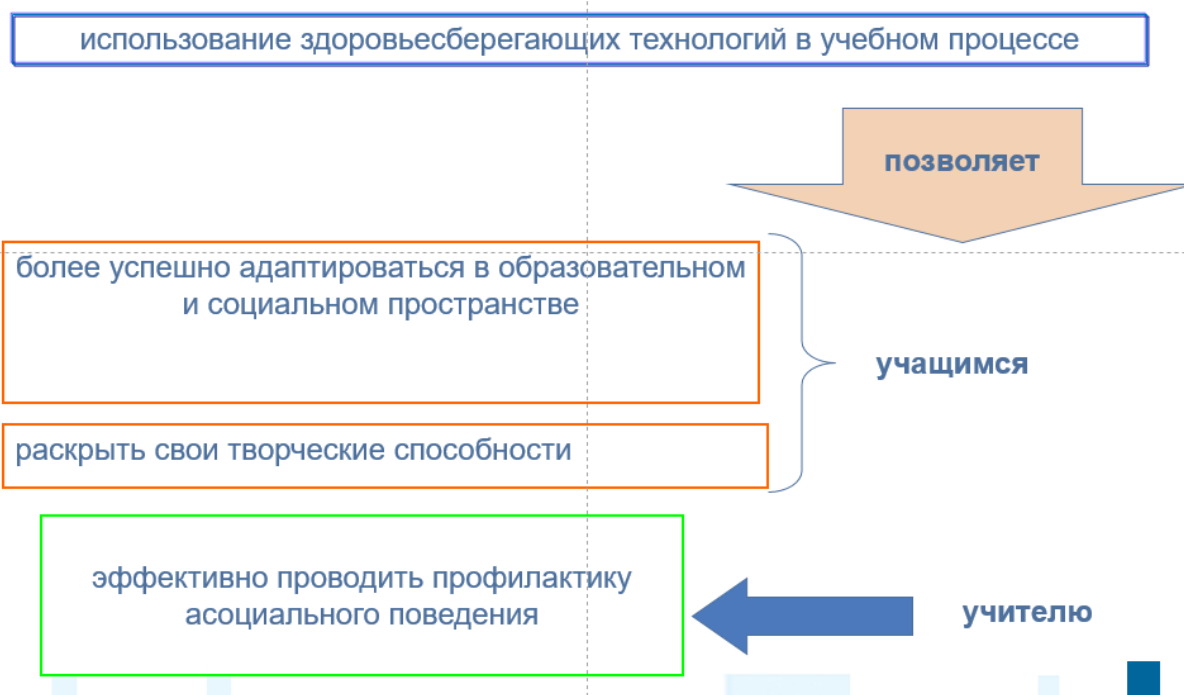 использование здоровьесберегающих технологий в учебном процессе
позволяет
более успешно адаптироваться в образовательном
и социальном пространстве
учащимся
раскрыть свои творческие способности
эффективно проводить профилактику
асоциального поведения
учителю